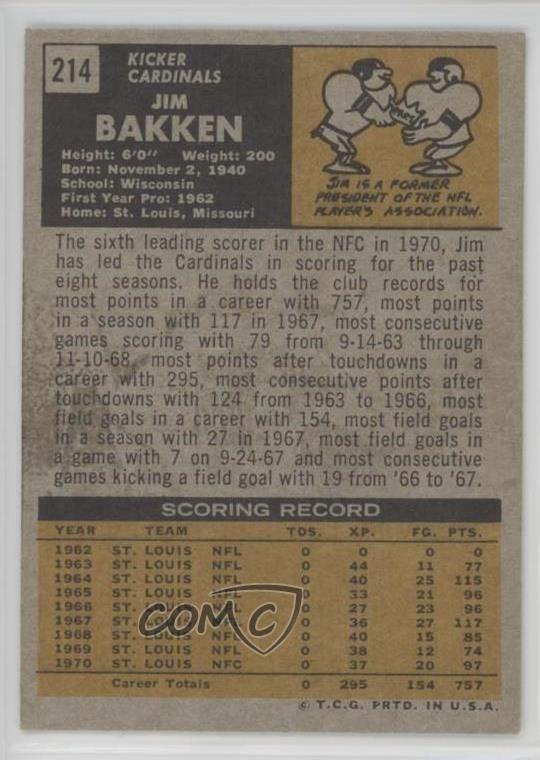 214
KICKER
CARDINALS
JIM
BAKKEN
Height: 6'0" Weight: 200
Born: November 2, 1940
School: Wisconsin
First Year Pro: 1962
Home: St. Louis, Missouri
JIM IS A FORMER
PRESIDENT OF THE NFL
PLAYER'S ASSOCIATION.
The sixth leading scorer in the NFC in 1970, Jim
has led the Cardinals in scoring for the past
eight seasons. He holds the club records for
most points in a career with 757, most points
in a season with 117 in 1967, most consecutive
games scoring with 79 from 9-14-63 through
11-10-68, most points after touchdowns in a
career with 295, most consecutive points after
touchdowns with 124 from 1963 to 1966, most
field goals in a career with 154, most field goals
in a season with 27 in 1967, most field goals in
a game with 7 on 9-24-67 and most consecutive
games kicking a field goal with 19 from '66 to '67.
SCORING RECORD
YEAR TEAM TDS. XP. FG. PTS.
1962 ST. LOUIS NFL 0 0 0 0
1963 ST. LOUIS NFL 0 44 11 77
1964 ST. LOUIS NFL 0 40 25 115
1965 ST. LOUIS NFL 0 33 21 96
1966 ST. LOUIS NFL 0 27 23 96
1967 ST. LOUIS NFL 0 36 27 117
1968 ST. LOUIS NFL 0 40 15 85
1969 ST. LOUIS NFL 0 38 12 74
1970 ST. LOUIS NFC 0 37 20 97
Career Totals 0 295 154 757
© T.C.G. PRTD. IN U.S.A.
COMC